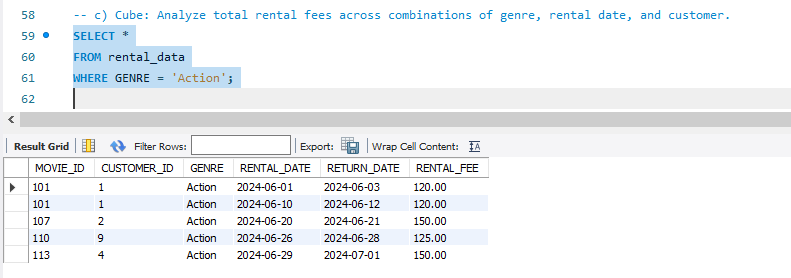 58 -- c) Cube: Analyze total rental fees across combinations of genre, rental date, and customer.
59 SELECT *
60 FROM rental_data
61 WHERE GENRE = 'Action';
62
Result Grid Filter Rows: Export: Wrap Cell Content: IA
MOVIE_ID CUSTOMER_ID GENRE RENTAL_DATE RETURN_DATE RENTAL_FEE
101 1 Action 2024-06-01 2024-06-03 120.00
101 1 Action 2024-06-10 2024-06-12 120.00
107 2 Action 2024-06-20 2024-06-21 150.00
110 9 Action 2024-06-26 2024-06-28 125.00
113 4 Action 2024-06-29 2024-07-01 150.00